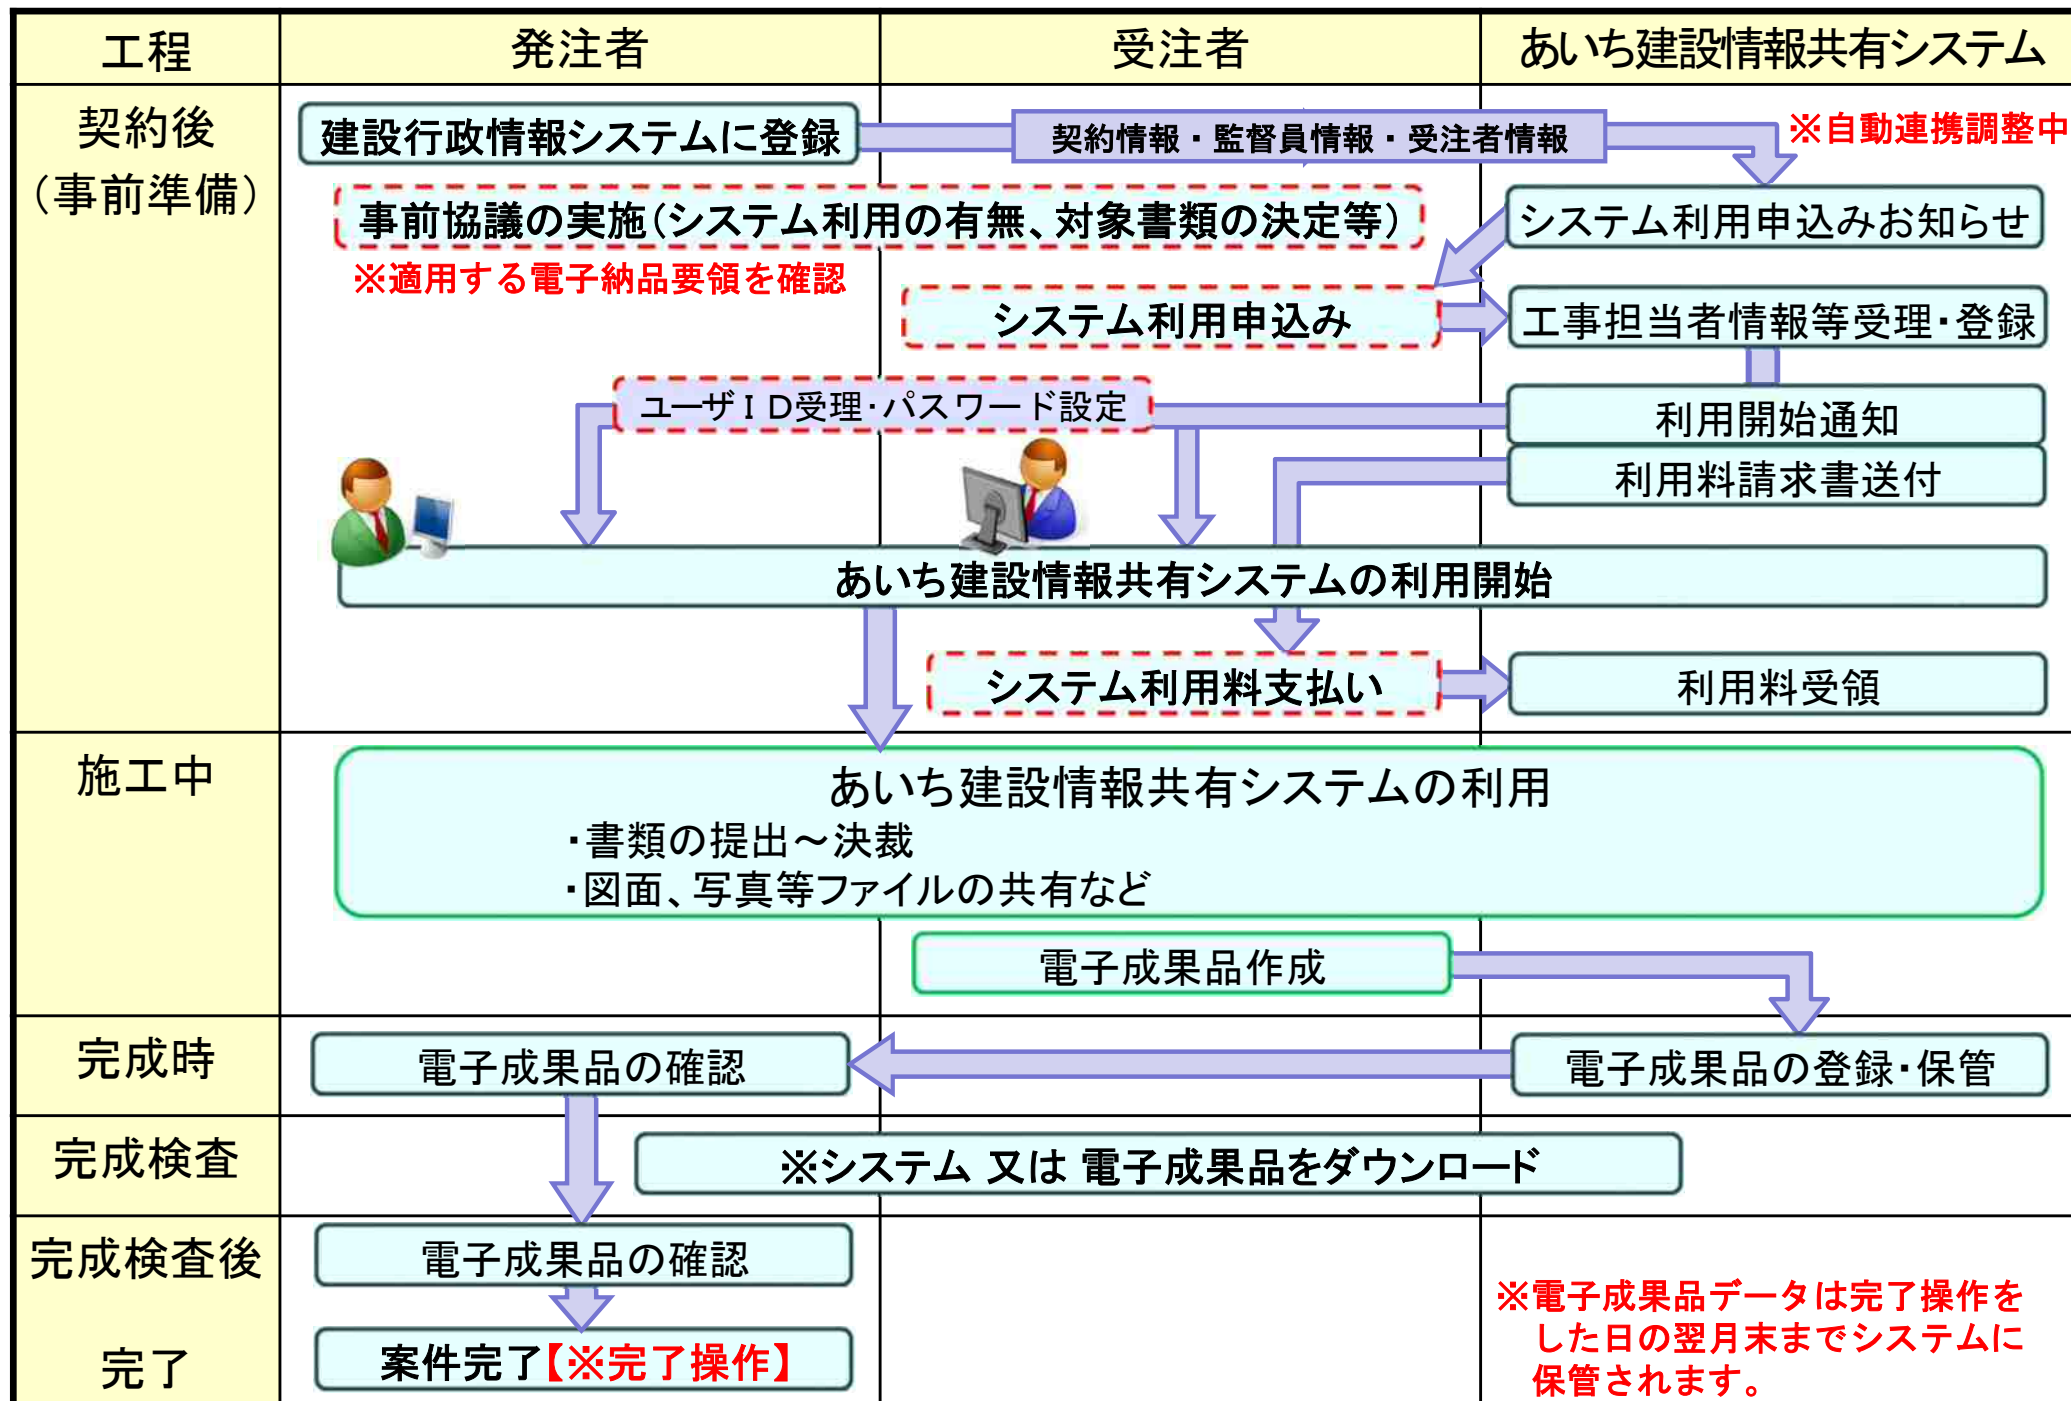 工程
発注者
受注者
あいち建設情報共有システム
契約後
（事前準備）
建設行政情報システムに登録
契約情報・監督員情報・受注者情報
※自動連携調整中
事前協議の実施（システム利用の有無、対象書類の決定等）
※適用する電子納品要領を確認
システム利用申込みお知らせ
システム利用申込み
工事担当者情報等受理・登録
ユーザＩＤ受理・パスワード設定
利用開始通知
利用料請求書送付
あいち建設情報共有システムの利用開始
システム利用料支払い
利用料受領
施工中
あいち建設情報共有システムの利用
・書類の提出～決裁
・図面、写真等ファイルの共有など
電子成果品作成
完成時
電子成果品の確認
電子成果品の登録・保管
完成検査
※システム 又は 電子成果品をダウンロード
完成検査後
電子成果品の確認
完了
案件完了【※完了操作】
※電子成果品データは完了操作を
した日の翌月末までシステムに
保管されます。